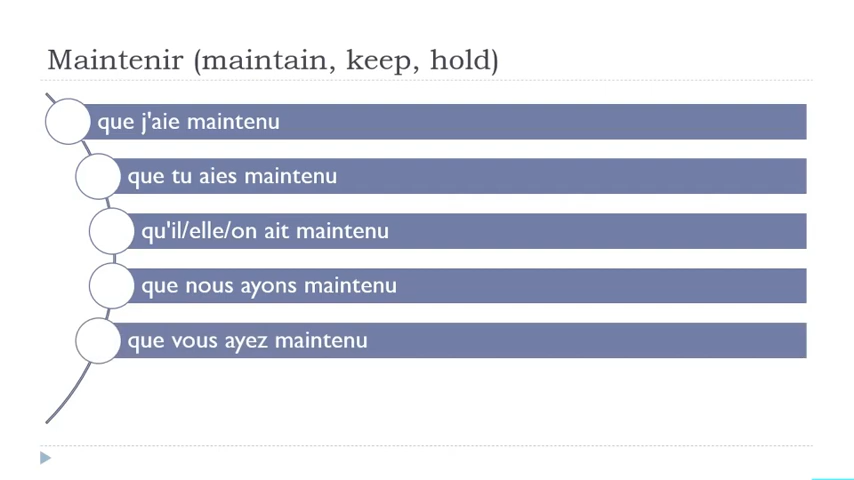 Maintenir (maintain, keep, hold)
que j'aie maintenu
que tu aies maintenu
qu'il/elle/on ait maintenu
que nous ayons maintenu
que vous ayez maintenu